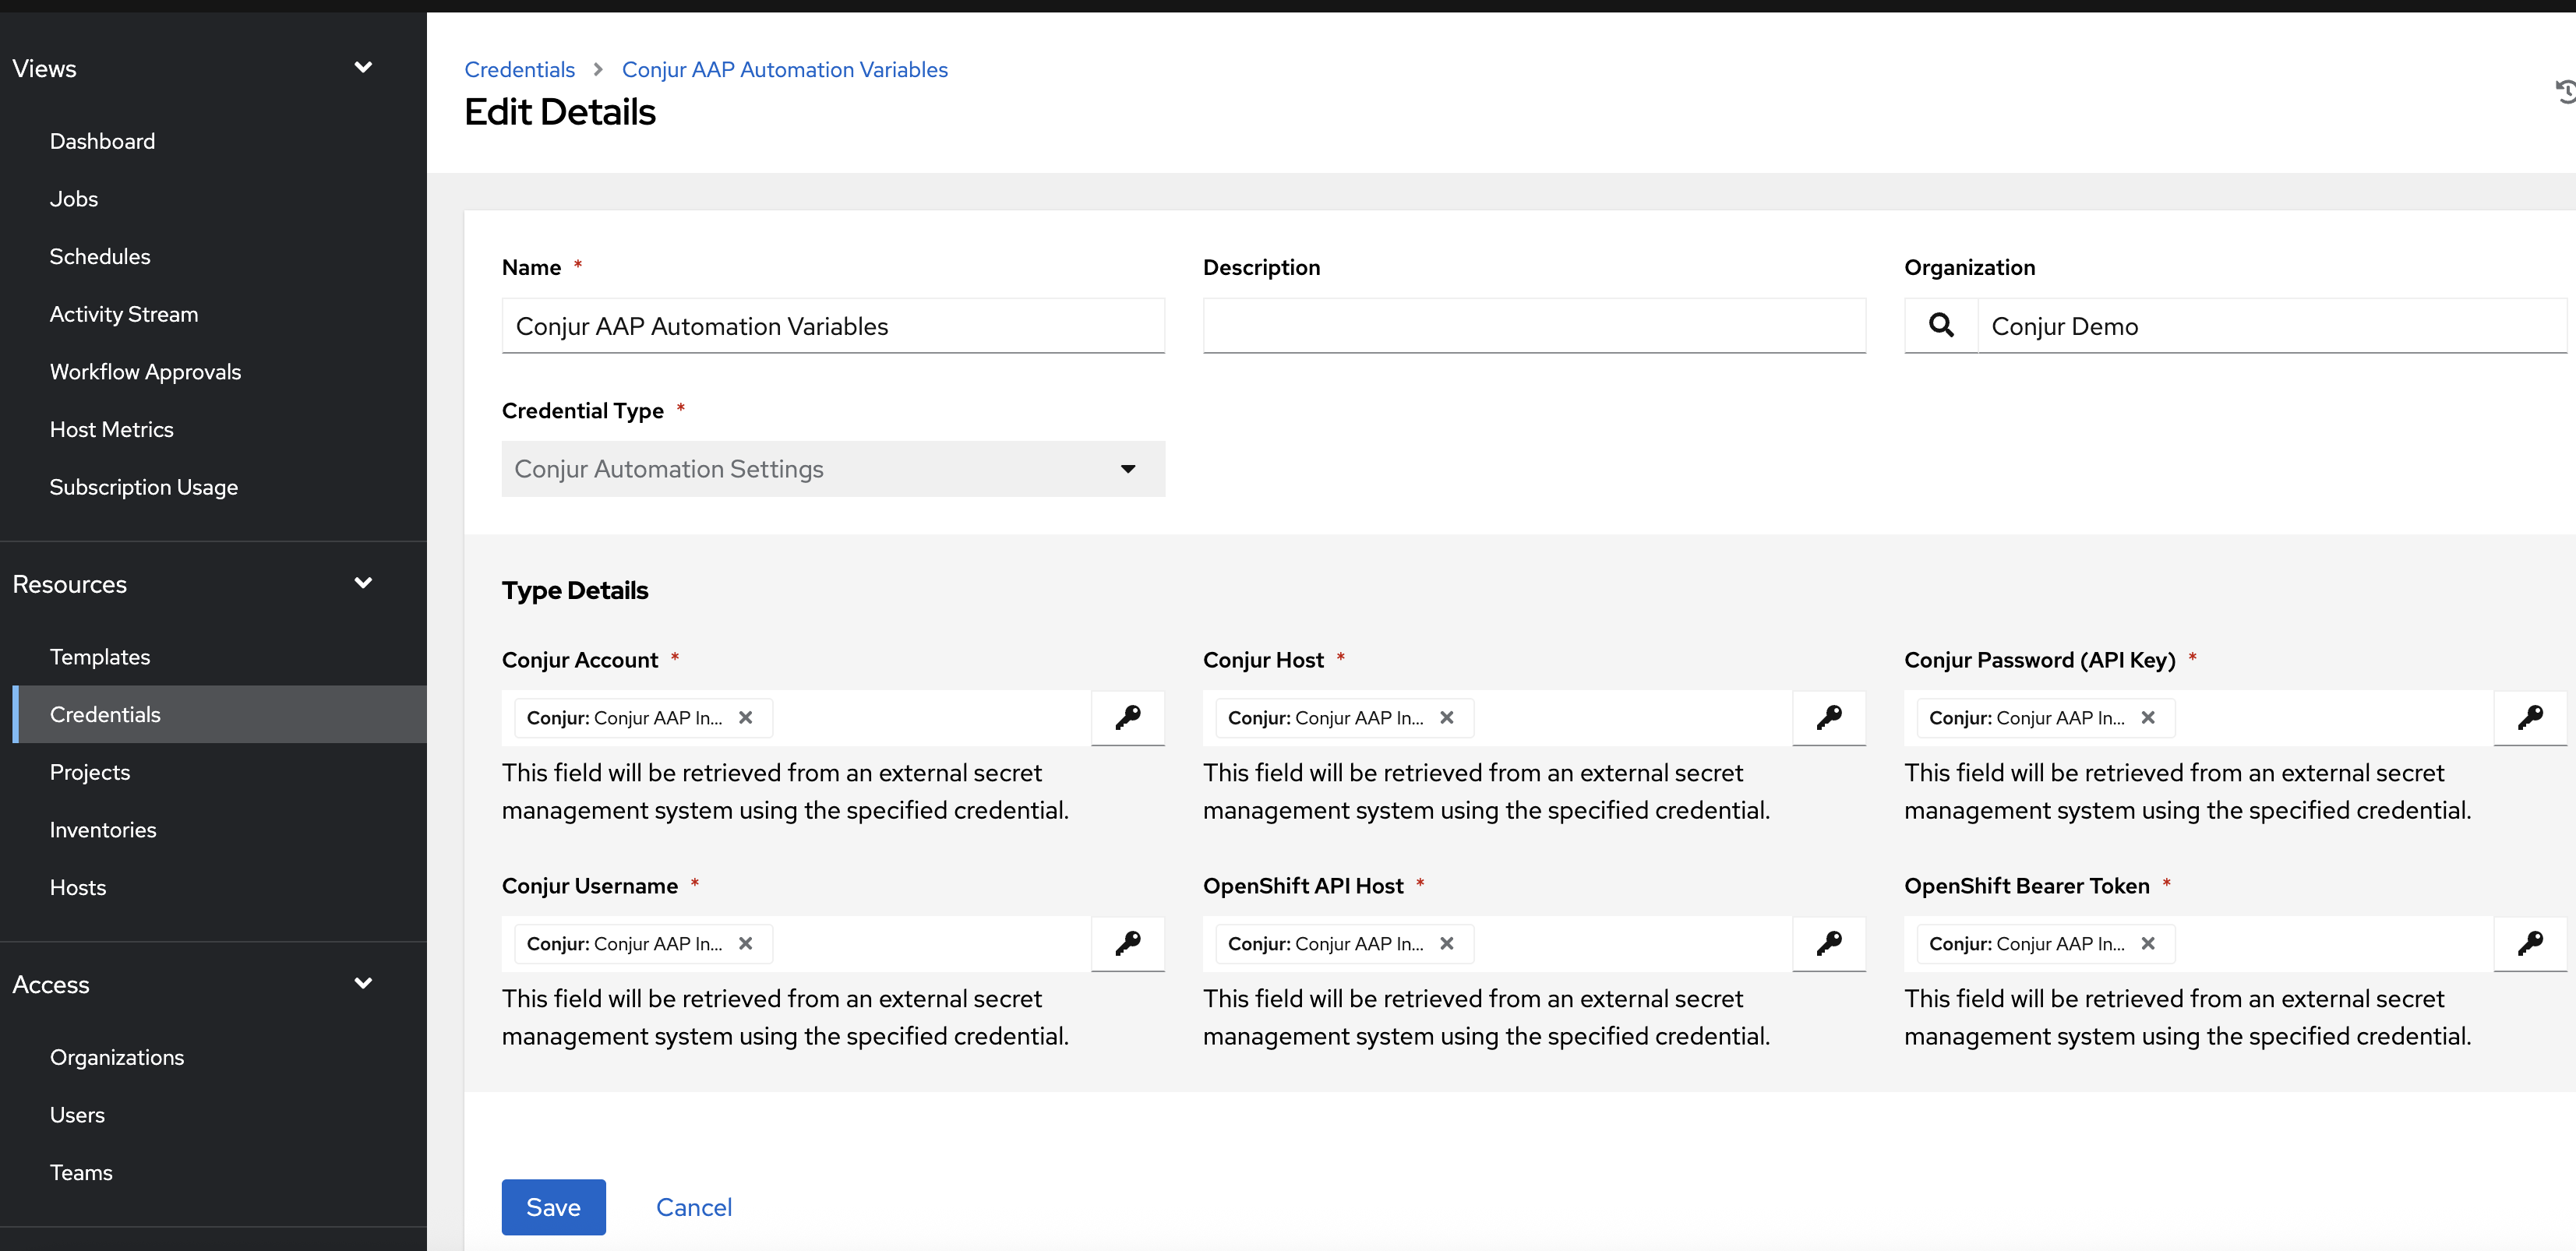 Views
Dashboard
Jobs
Schedules
Activity Stream
Workflow Approvals
Host Metrics
Subscription Usage
Resources
Templates
Credentials
Projects
Inventories
Hosts
Access
Organizations
Users
Teams
Credentials > Conjur AAP Automation Variables
Edit Details
Name * Description Organization
Conjur AAP Automation Variables Conjur Demo
Credential Type *
Conjur Automation Settings
Type Details
Conjur Account * Conjur Host * Conjur Password (API Key) *
Conjur: Conjur AAP In... Conjur: Conjur AAP In... Conjur: Conjur AAP In...
This field will be retrieved from an external secret This field will be retrieved from an external secret This field will be retrieved from an external secret
management system using the specified credential. management system using the specified credential. management system using the specified credential.
Conjur Username * OpenShift API Host * OpenShift Bearer Token *
Conjur: Conjur AAP In... Conjur: Conjur AAP In... Conjur: Conjur AAP In...
This field will be retrieved from an external secret This field will be retrieved from an external secret This field will be retrieved from an external secret
management system using the specified credential. management system using the specified credential. management system using the specified credential.
Save Cancel